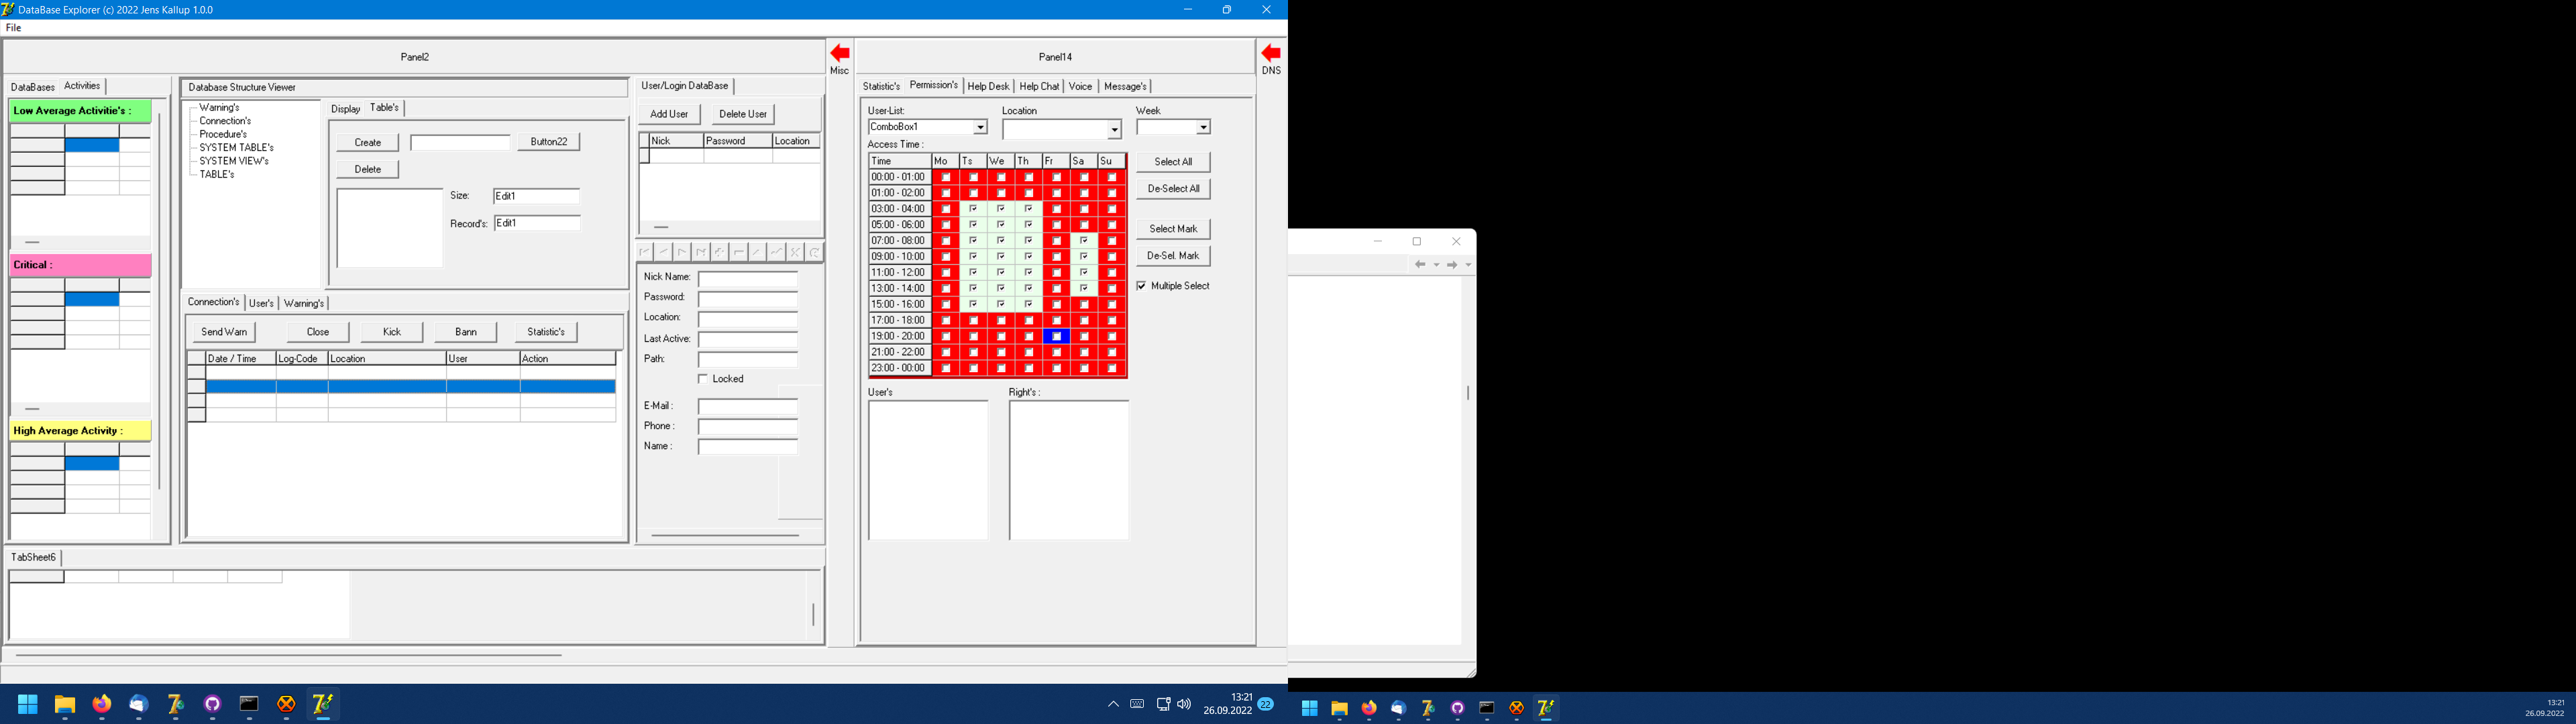 DataBase Explorer (c) 2022 Jens Kallup 1.0.0
File
Panel2
Misc
DataBases Activities
Low Average Activitie's :
Critical :
High Average Activity :
Database Structure Viewer
Warning's
Connection's
Procedure's
SYSTEM TABLE's
SYSTEM VIEW's
TABLE's
Display Table's
Create Button22
Delete
Size: Edit1
Record's: Edit1
Connection's User's Warning's
Send Warn Close Kick Bann Statistic's
Date / Time Log-Code Location User Action
User/Login DataBase
Add User Delete User
Nick Password Location
Nick Name:
Password:
Location:
Last Active:
Path:
Locked
E-Mail :
Phone :
Name :
TabSheet6
Panel14
DNS
Statistic's Permission's Help Desk Help Chat Voice Message's
User-List: Location Week
ComboBox1
Access Time :
Time Mo Ts We Th Fr Sa Su
00:00 - 01:00
01:00 - 02:00
03:00 - 04:00
05:00 - 06:00
07:00 - 08:00
09:00 - 10:00
11:00 - 12:00
13:00 - 14:00
15:00 - 16:00
17:00 - 18:00
19:00 - 20:00
21:00 - 22:00
23:00 - 00:00
Select All
De-Select All
Select Mark
De-Sel. Mark
Multiple Select
User's Right's :
13:21
26.09.2022
22
13:21
26.09.2022